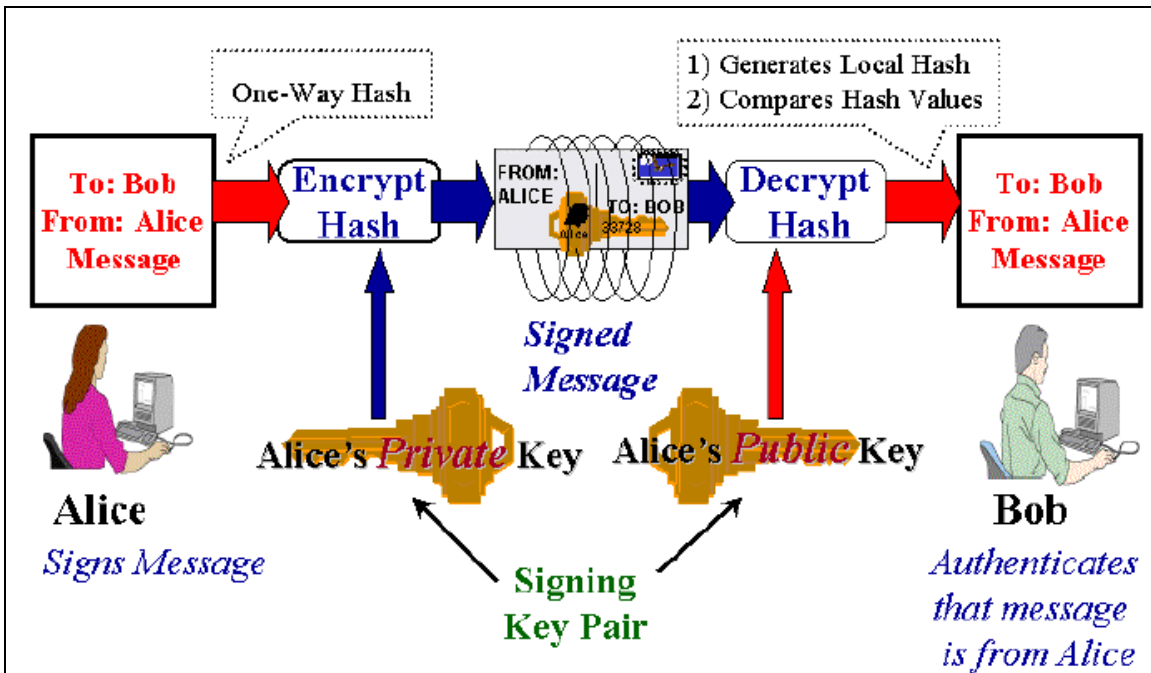 One-Way Hash
1) Generates Local Hash
2) Compares Hash Values
To: Bob
From: Alice
Message
Encrypt
Hash
FROM:
ALICE
TO: BOB
Alice
33728
Decrypt
Hash
To: Bob
From: Alice
Message
Signed
Message
Alice's Private Key
Alice's Public Key
Alice
Signs Message
Signing
Key Pair
Bob
Authenticates
that message
is from Alice